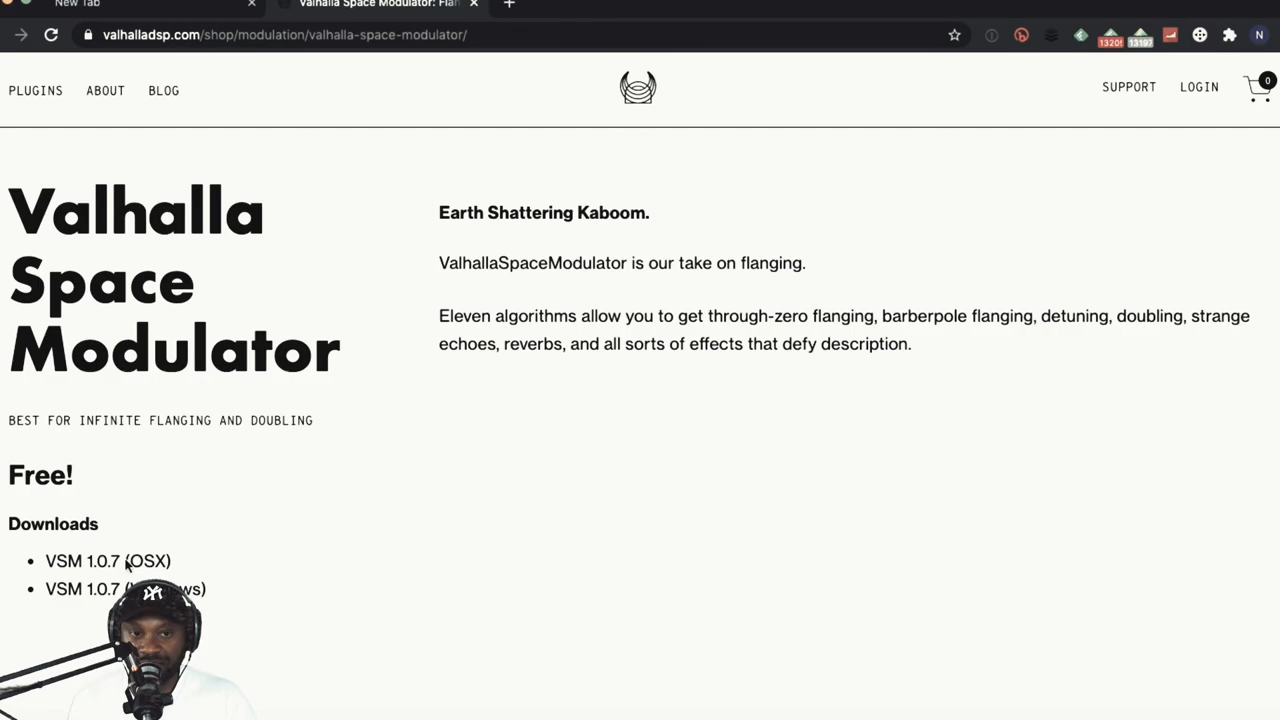 New Tab
Valhalla Space Modulator: Flan
valhalladsp.com/shop/modulation/valhalla-space-modulator/
13197
N
PLUGINS ABOUT BLOG
SUPPORT LOGIN 0
Valhalla
Space
Modulator
BEST FOR INFINITE FLANGING AND DOUBLING
Free!
Downloads
• VSM 1.0.7 (OSX)
• VSM 1.0.7
Earth Shattering Kaboom.
ValhallaSpaceModulator is our take on flanging.
Eleven algorithms allow you to get through-zero flanging, barberpole flanging, detuning, doubling, strange
echoes, reverbs, and all sorts of effects that defy description.